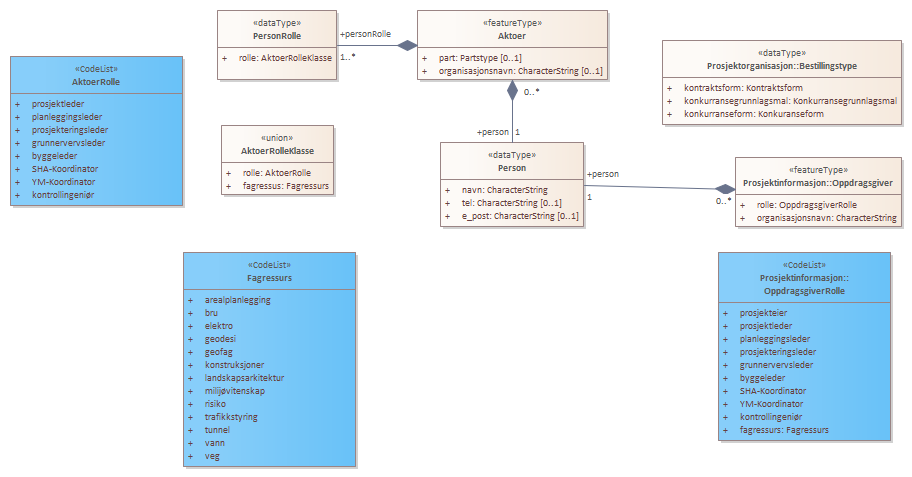 «dataType»
PersonRolle
+ rolle: AktoerRolleKlasse
+personRolle
1..*
«featureType»
Aktoer
+ part: Partstype [0..1]
+ organisasjonsnavn: CharacterString [0..1]
0..*
+person 1
«CodeList»
AktoerRolle
+ prosjektleder
+ planleggingsleder
+ prosjekteringsleder
+ grunnervervsleder
+ byggeleder
+ SHA-Koordinator
+ YM-Koordinator
+ kontrollingeniør
«union»
AktoerRolleKlasse
+ rolle: AktoerRolle
+ fagressus: Fagressurs
«dataType»
Prosjektorganisasjon::Bestillingstype
+ kontraktsform: Kontraktsform
+ konkurransegrunnlagsmal: Konkurransegrunnlagsmal
+ konkurranseform: Konkuranseform
«dataType»
Person
+ navn: CharacterString
+ tel: CharacterString [0..1]
+ e_post: CharacterString [0..1]
+person
1
0..*
«featureType»
Prosjektinformasjon::Oppdragsgiver
+ rolle: OppdragsgiverRolle
+ organisasjonsnavn: CharacterString
«CodeList»
Fagressurs
+ arealplanlegging
+ bru
+ elektro
+ geodesi
+ geofag
+ konstruksjoner
+ landskapsarkitektur
+ milijøvitenskap
+ risiko
+ trafikkstyring
+ tunnel
+ vann
+ veg
«CodeList»
Prosjektinformasjon::
OppdragsgiverRolle
+ prosjekteier
+ prosjektleder
+ planleggingsleder
+ prosjekteringsleder
+ grunnervervsleder
+ byggeleder
+ SHA-Koordinator
+ YM-Koordinator
+ kontrollingeniør
+ fagressurs: Fagressurs